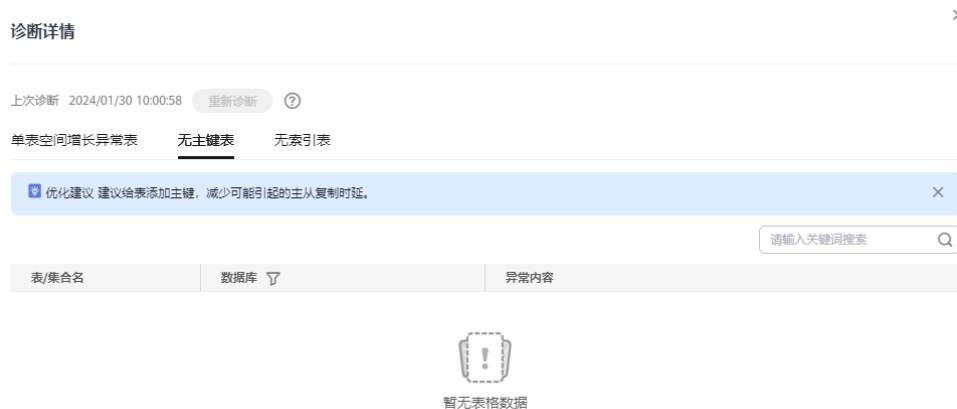 诊断详情
上次诊断 2024/01/30 10:00:58 重新诊断
单表空间增长异常表 无主键表 无索引表
优化建议 建议给表添加主键，减少可能引起的主从复制时延。
请输入关键词搜索
表/集合名 数据库 异常内容
暂无表格数据